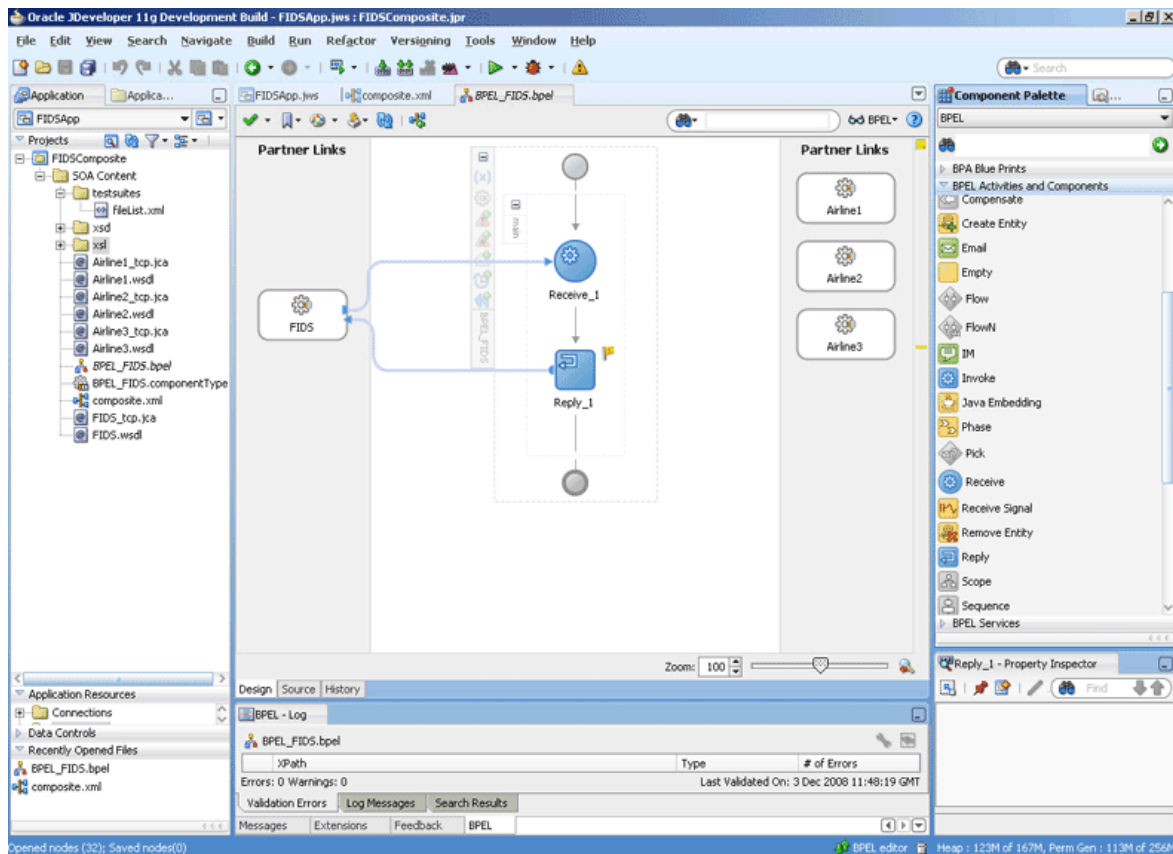 Oracle JDeveloper 11g Development Build - FIDSApp.jws : FIDSComposite.jpr
File Edit View Search Navigate Build Run Refactor Versioning Tools Window Help
Search
Application
Applica...
FIDSApp
Projects
FIDSComposite
SOA Content
testsuites
fileList.xml
xsd
xsl
Airline1_tcp.jca
Airline1.wsdl
Airline2_tcp.jca
Airline2.wsdl
Airline3_tcp.jca
Airline3.wsdl
BPEL_FIDS.bpel
BPEL_FIDS.componentType
composite.xml
FIDS_tcp.jca
FIDS.wsdl
Application Resources
Connections
Data Controls
Recently Opened Files
BPEL_FIDS.bpel
composite.xml
FIDSApp.jws
composite.xml
BPEL_FIDS.bpel
BPEL
Partner Links
FIDS
(x)
BPEL_FIDS
main
Receive_1
Reply_1
Partner Links
Airline1
Airline2
Airline3
Zoom: 100
Design Source History
BPEL - Log
BPEL_FIDS.bpel
XPath Type # of Errors
Errors: 0 Warnings: 0 Last Validated On: 3 Dec 2008 11:48:19 GMT
Validation Errors Log Messages Search Results
Messages Extensions Feedback BPEL
Component Palette
BPEL
BPA Blue Prints
BPEL Activities and Components
Compensate
Create Entity
Email
Empty
Flow
FlowN
IM
Invoke
Java Embedding
Phase
Pick
Receive
Receive Signal
Remove Entity
Reply
Scope
Sequence
BPEL Services
Reply_1 - Property Inspector
Find
Opened nodes (32); Saved nodes(0)
BPEL editor
Heap : 123M of 167M, Perm Gen : 113M of 256M